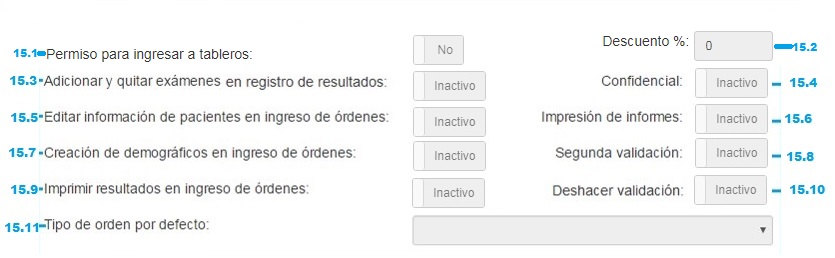 15.1 Permiso para ingresar a tableros: No Descuento %: 0 15.2
15.3 Adicionar y quitar exámenes en registro de resultados: Inactivo Confidencial: Inactivo 15.4
15.5 Editar información de pacientes en ingreso de órdenes: Inactivo Impresión de informes: Inactivo 15.6
15.7 Creación de demográficos en ingreso de órdenes: Inactivo Segunda validación: Inactivo 15.8
15.9 Imprimir resultados en ingreso de órdenes: Inactivo Deshacer validación: Inactivo 15.10
15.11 Tipo de orden por defecto: